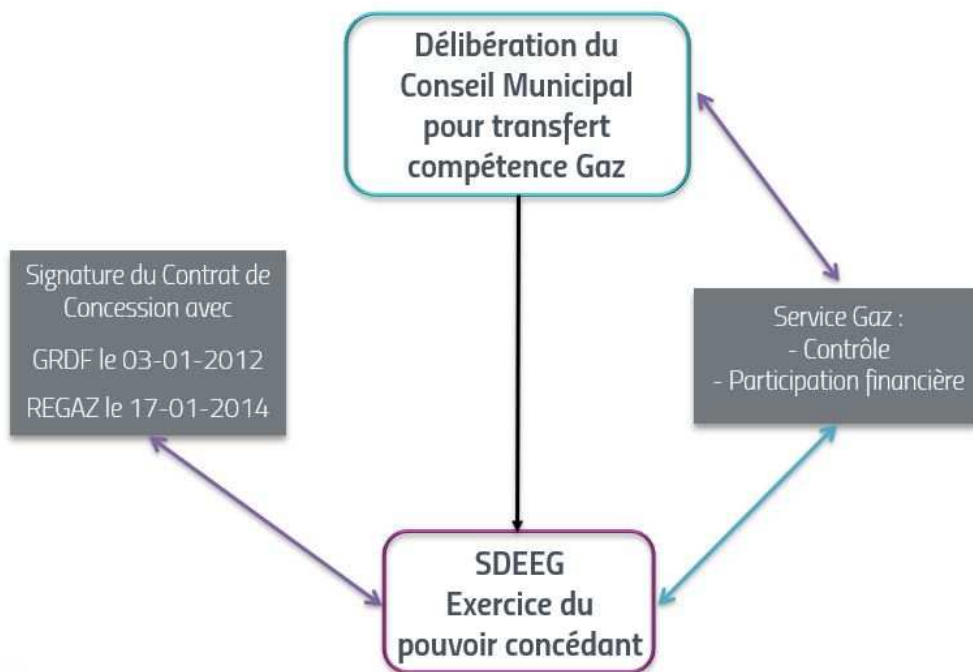 Délibération du
Conseil Municipal
pour transfert
compétence Gaz
Signature du Contrat de
Concession avec
GRDF le 03-01-2012
REGAZ le 17-01-2014
Service Gaz :
- Contrôle
- Participation financière
SDEEG
Exercice du
pouvoir concédant